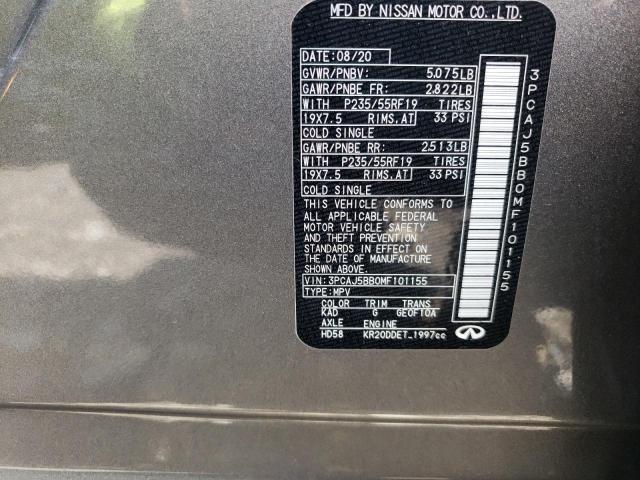 MFD BY NISSAN MOTOR CO.,LTD.
DATE: 08/20
GVWR/PNBV: 5.075LB
GAWR/PNBE FR: 2.822LB
WITH P235/55RF19 TIRES
19X7.5 RIMS.AT 33 PSI
COLD SINGLE
GAWR/PNBE RR: 2.513LB
WITH P235/55RF19 TIRES
19X7.5 RIMS.AT 33 PSI
COLD SINGLE
THIS VEHICLE CONFORMS TO
ALL APPLICABLE FEDERAL
MOTOR VEHICLE SAFETY
AND THEFT PREVENTION
STANDARDS IN EFFECT ON
THE DATE OF MANUFACTURE
SHOWN ABOVE.
VIN: 3PCAJ5BB0MF101155
TYPE: MPV
COLOR TRIM TRANS
KAD G GE0F10A
AXLE ENGINE
HD58 KR20DDET_1997cc
3PCAJ5BB0MF101155